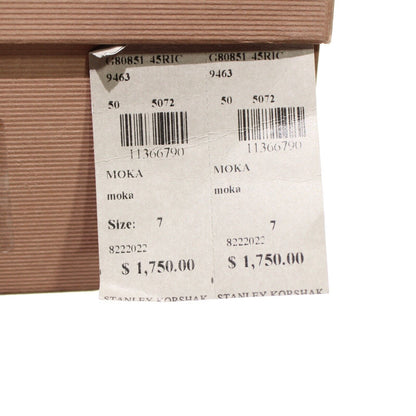 G80851 45RIC G80851 45RIC
9463 9463
50 5072 50 5072
11366790 11366790
MOKA MOKA
moka moka
Size: 7 7
8222022 8222022
$ 1,750.00 $ 1,750.00
STANLEY KORSHAK STANLEY KORSHAK